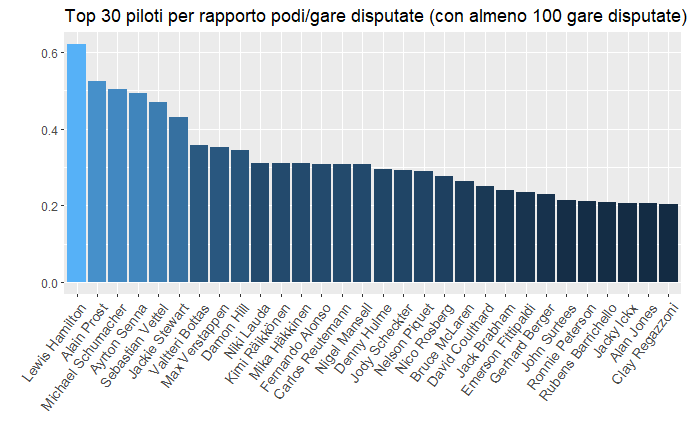 Top 30 piloti per rapporto podi/gare disputate (con almeno 100 gare disputate)
0.6
0.4
0.2
0.0
Lewis Hamilton
Alain Prost
Michael Schumacher
Ayrton Senna
Sebastian Vettel
Jackie Stewart
Valtteri Bottas
Max Verstappen
Damon Hill
Niki Lauda
Kimi Räikkönen
Mika Häkkinen
Fernando Alonso
Carlos Reutemann
Nigel Mansell
Denny Hulme
Jody Scheckter
Nelson Piquet
Nico Rosberg
Bruce McLaren
David Coulthard
Jack Brabham
Emerson Fittipaldi
Gerhard Berger
John Surtees
Ronnie Peterson
Rubens Barrichello
Jacky Ickx
Alan Jones
Clay Regazzoni